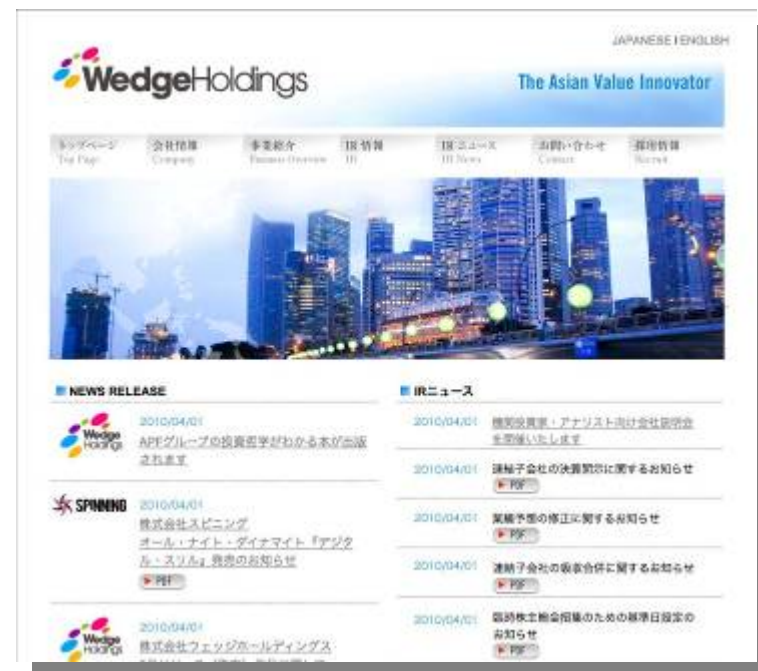 JAPANESE | ENGLISH
WedgeHoldings
The Asian Value Innovator
トップページ 会社情報 事業紹介 IR 情報 IR ニュース お問い合わせ 採用情報
Top Page Company Business Overview IR IR News Contact Recruit
NEWS RELEASE
Wedge Holdings
2010/04/01
APFグループの投資哲学がわかる本が出版
されます
SPINNING
2010/04/01
株式会社スピニング
オール・ナイト・ダイナマイト『アジタ
ル・スリル』発売のお知らせ
PDF
Wedge Holdings
2010/04/01
株式会社ウェッジホールディングス
IRニュース
2010/04/01 機関投資家・アナリスト向け会社説明会
を開催いたします
2010/04/01 連結子会社の決算開示に関するお知らせ
PDF
2010/04/01 業績予想の修正に関するお知らせ
PDF
2010/04/01 連結子会社の吸収合併に関するお知らせ
PDF
2010/04/01 臨時株主総会招集のための基準日設定の
お知らせ
PDF